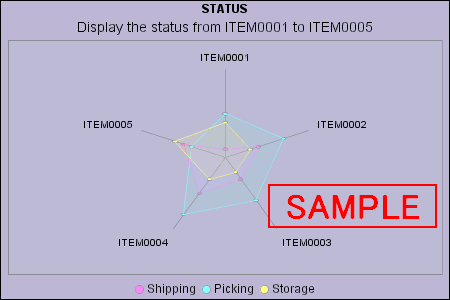 STATUS
Display the status from ITEM0001 to ITEM0005
ITEM0001
ITEM0005
ITEM0002
SAMPLE
ITEM0004
ITEM0003
Shipping Picking Storage